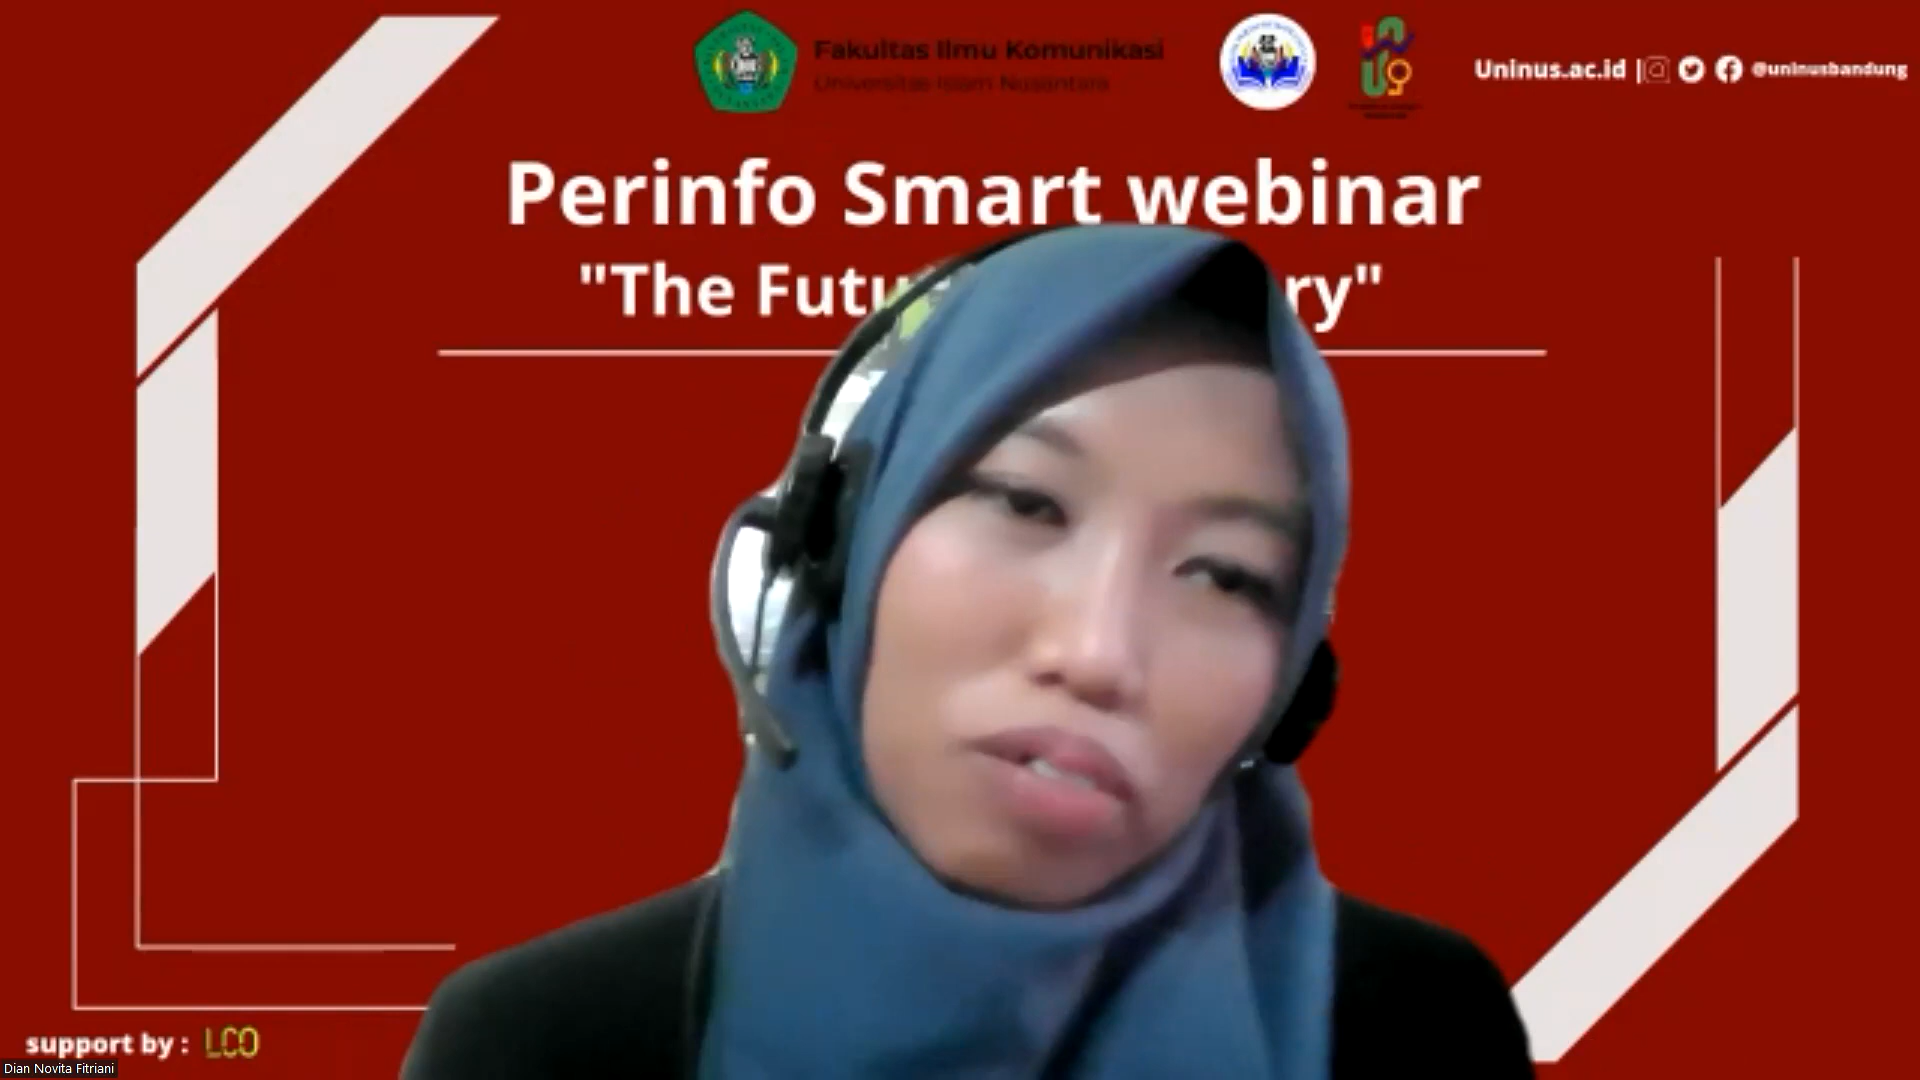 Fakultas Ilmu Komunikasi
Universitas Islam Nusantara
Uninus.ac.id | @uninusbandung
Perinfo Smart webinar
"The Futu ry"
support by : LCO
Dian Novita Fitriani